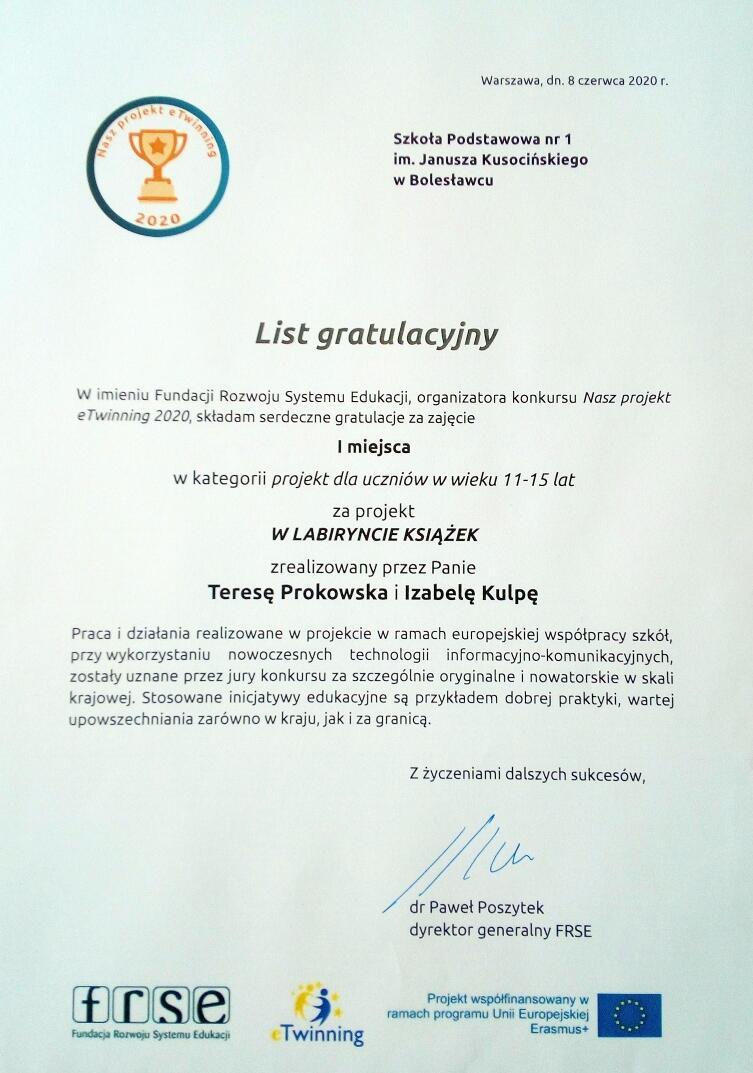 Warszawa, dn. 8 czerwca 2020 r.
Nasz projekt eTwinning
2020
Szkoła Podstawowa nr 1
im. Janusza Kusocińskiego
w Bolesławcu
List gratulacyjny
W imieniu Fundacji Rozwoju Systemu Edukacji, organizatora konkursu Nasz projekt
eTwinning 2020, składam serdeczne gratulacje za zajęcie
I miejsca
w kategorii projekt dla uczniów w wieku 11-15 lat
za projekt
W LABIRYNCIE KSIĄŻEK
zrealizowany przez Panie
Teresę Prokowska i Izabelę Kulpę
Praca i działania realizowane w projekcie w ramach europejskiej współpracy szkół,
przy wykorzystaniu nowoczesnych technologii informacyjno-komunikacyjnych,
zostały uznane przez jury konkursu za szczególnie oryginalne i nowatorskie w skali
krajowej. Stosowane inicjatywy edukacyjne są przykładem dobrej praktyki, wartej
upowszechniania zarówno w kraju, jak i za granicą.
Z życzeniami dalszych sukcesów,
dr Paweł Poszytek
dyrektor generalny FRSE
frse
Fundacja Rozwoju Systemu Edukacji
eTwinning
Projekt współfinansowany w
ramach programu Unii Europejskiej
Erasmus+